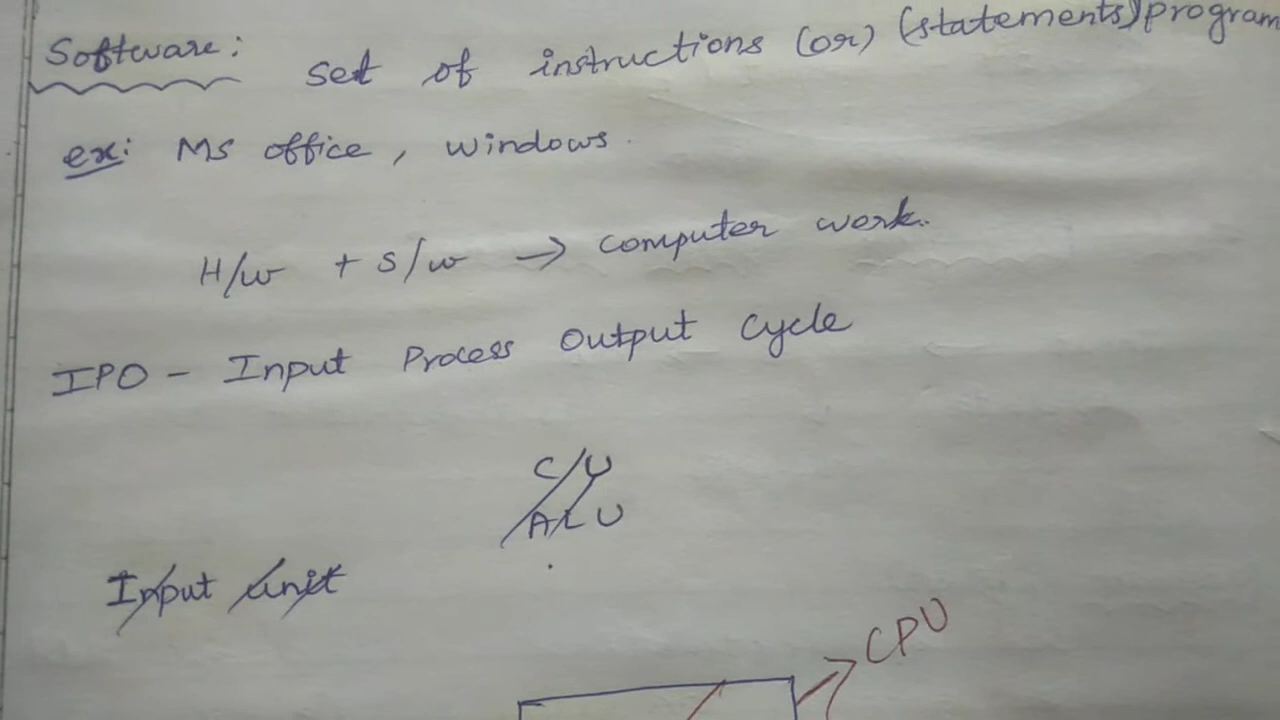 Software: Set of instructions (or) (statements) program
ex: MS office, windows.
H/w + S/w → computer work.
IPO - Input Process Output Cycle
C/U
ALU
Input unit
CPU